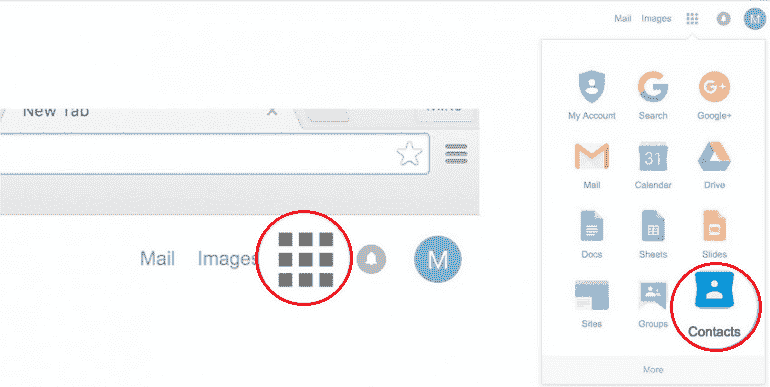 Mail Images M
My Account Search Google+
Mail 31 Calendar Drive
Docs Sheets Slides
Sites Groups Contacts
More
New Tab
Mail Images M